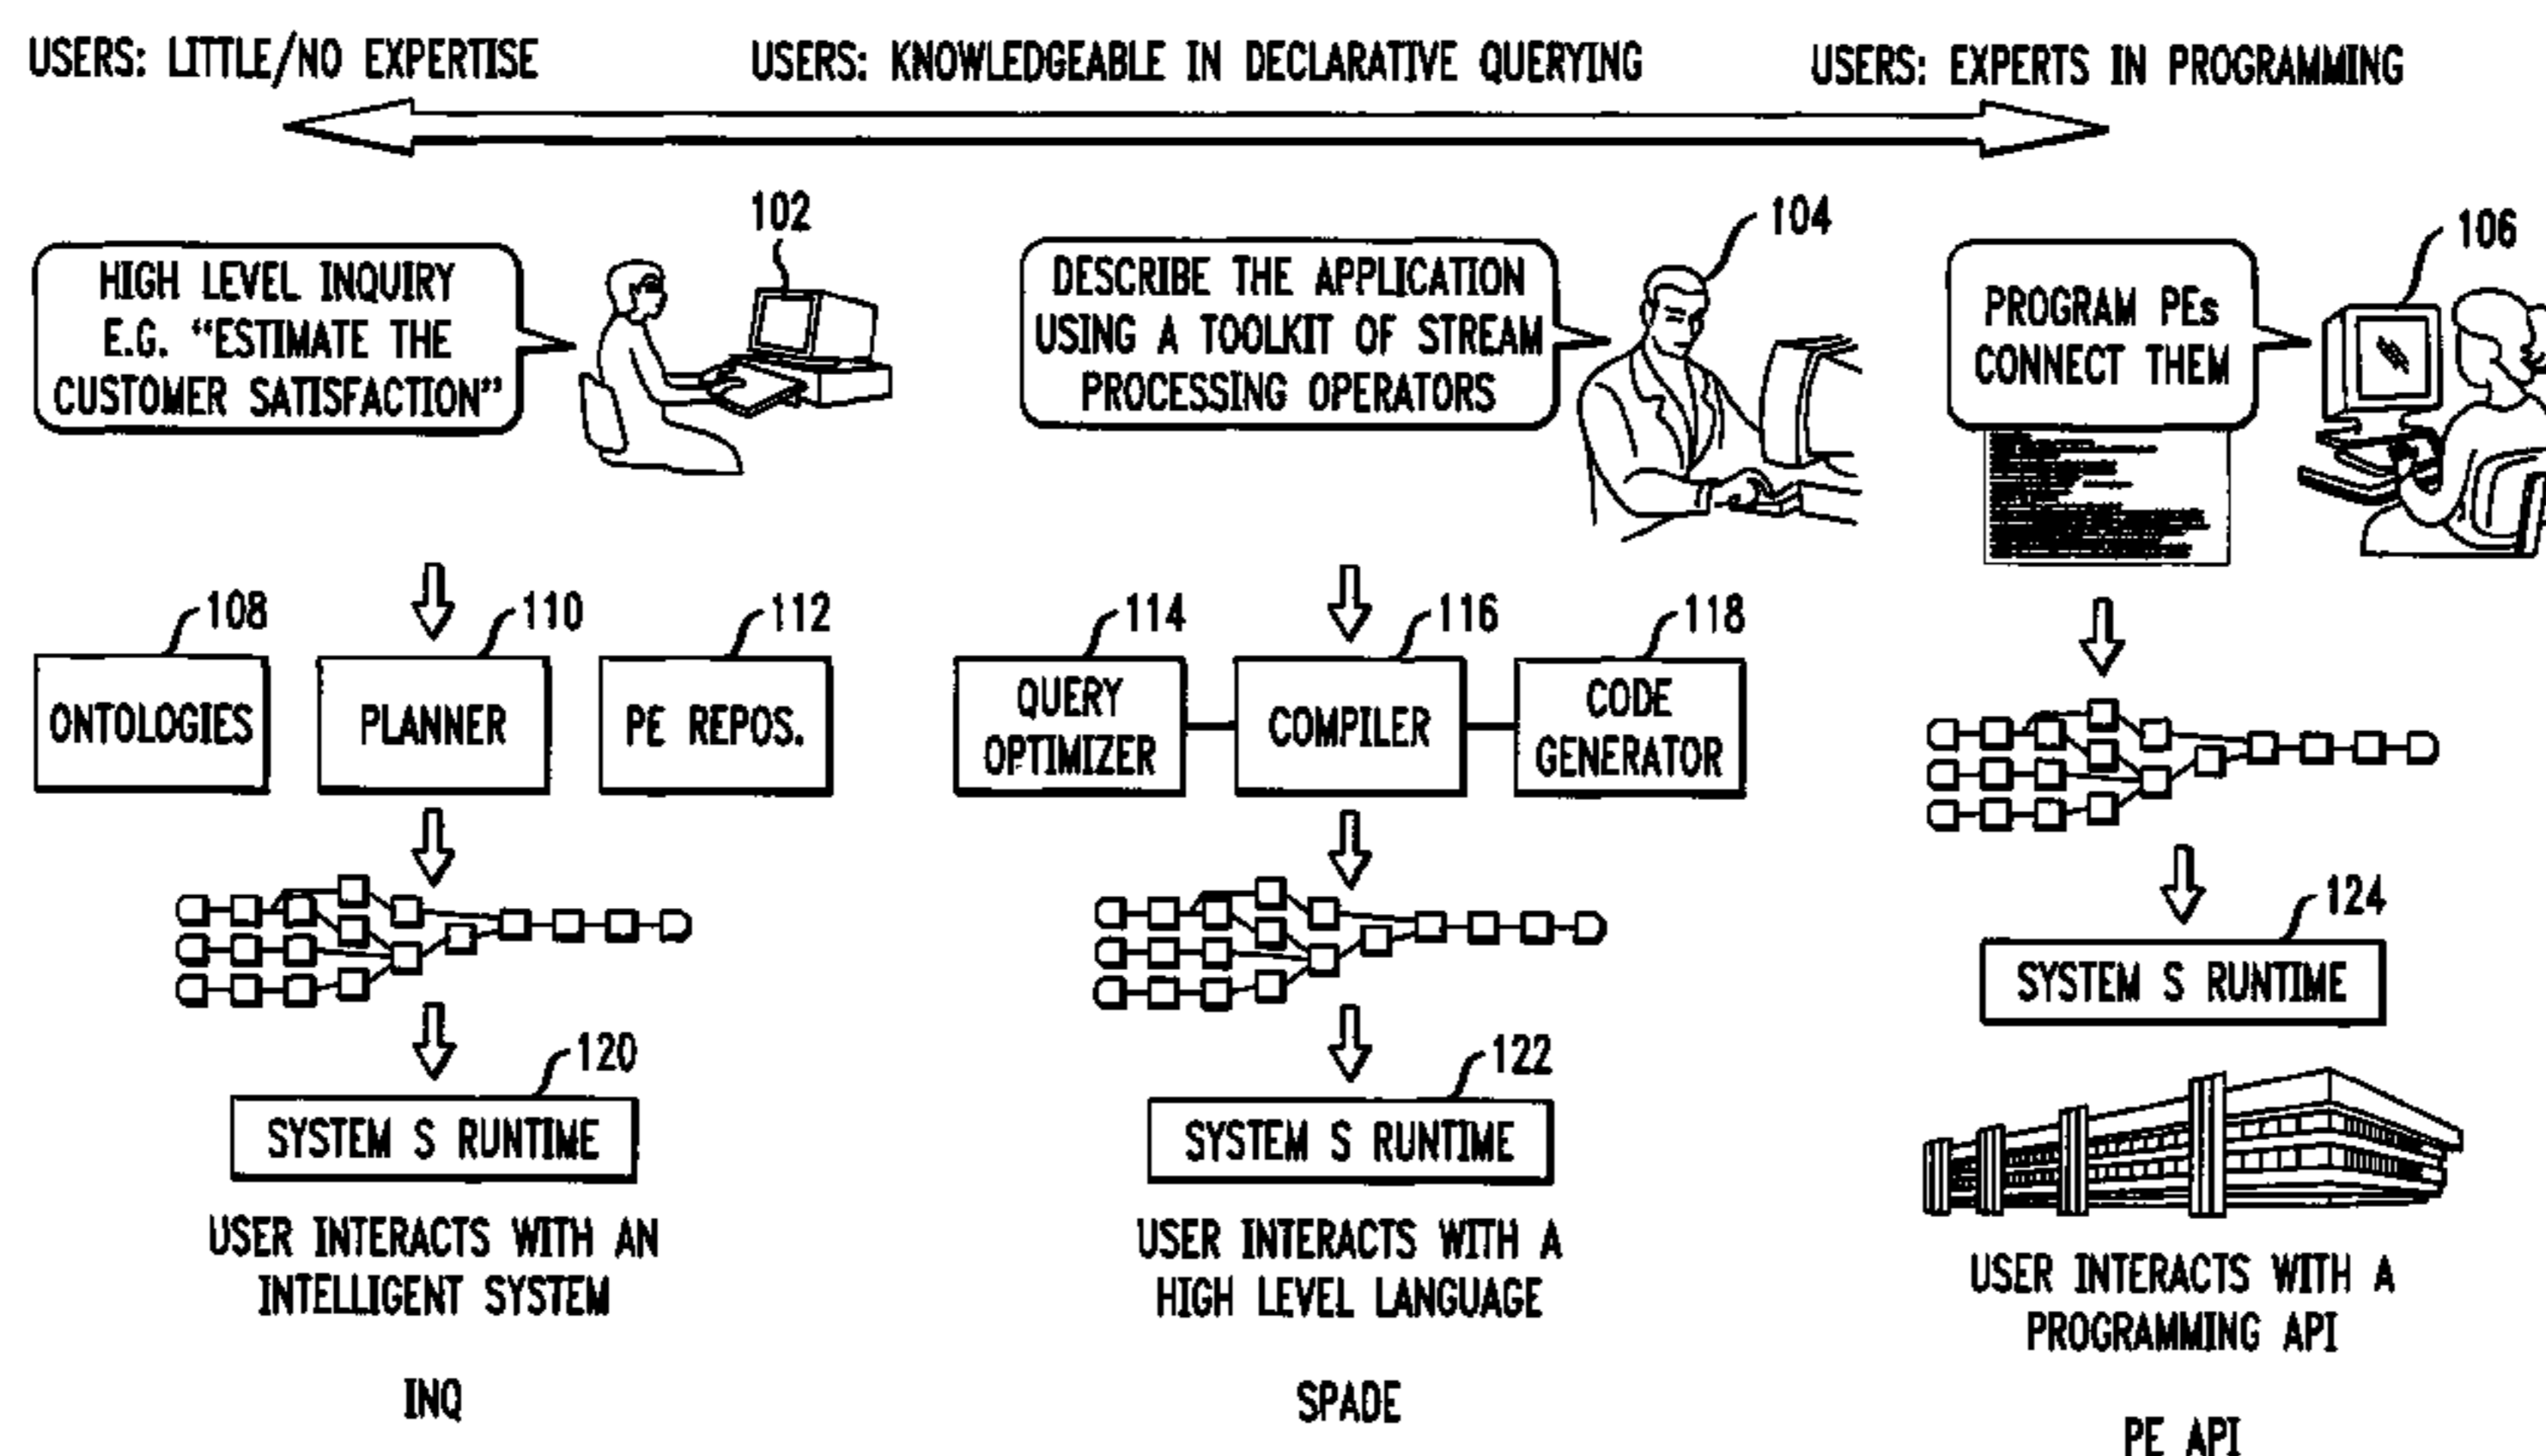 USERS: LITTLE/NO EXPERTISE
USERS: KNOWLEDGEABLE IN DECLARATIVE QUERYING
USERS: EXPERTS IN PROGRAMMING
102
104
106
HIGH LEVEL INQUIRY
E.G. "ESTIMATE THE
CUSTOMER SATISFACTION"
DESCRIBE THE APPLICATION
USING A TOOLKIT OF STREAM
PROCESSING OPERATORS
PROGRAM PEs
CONNECT THEM
108
110
112
114
116
118
ONTOLOGIES
PLANNER
PE REPOS.
QUERY
OPTIMIZER
COMPILER
CODE
GENERATOR
120
122
124
SYSTEM S RUNTIME
SYSTEM S RUNTIME
SYSTEM S RUNTIME
USER INTERACTS WITH AN
INTELLIGENT SYSTEM
USER INTERACTS WITH A
HIGH LEVEL LANGUAGE
USER INTERACTS WITH A
PROGRAMMING API
INQ
SPADE
PE API